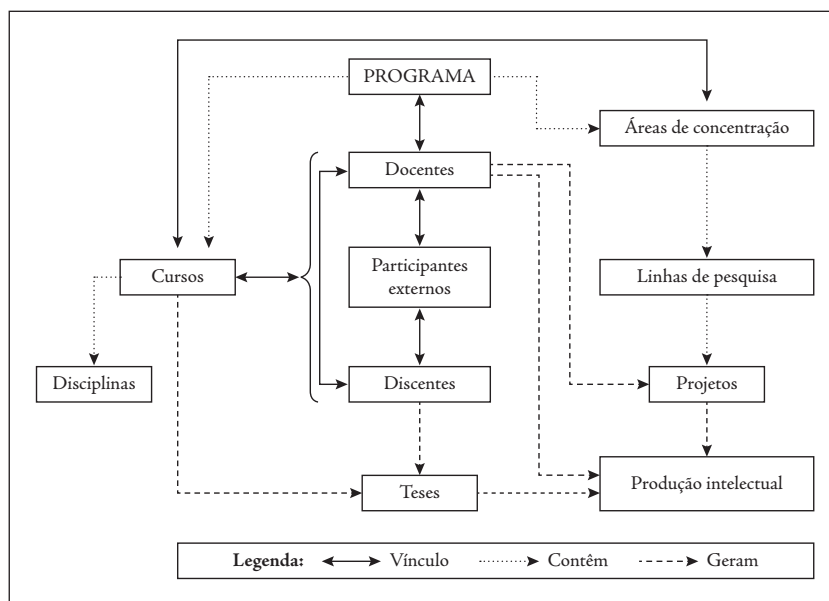 PROGRAMA
Áreas de concentração
Docentes
Cursos
Participantes
externos
Linhas de pesquisa
Disciplinas
Discentes
Projetos
Teses
Produção intelectual
Legenda: Vínculo Contêm Geram